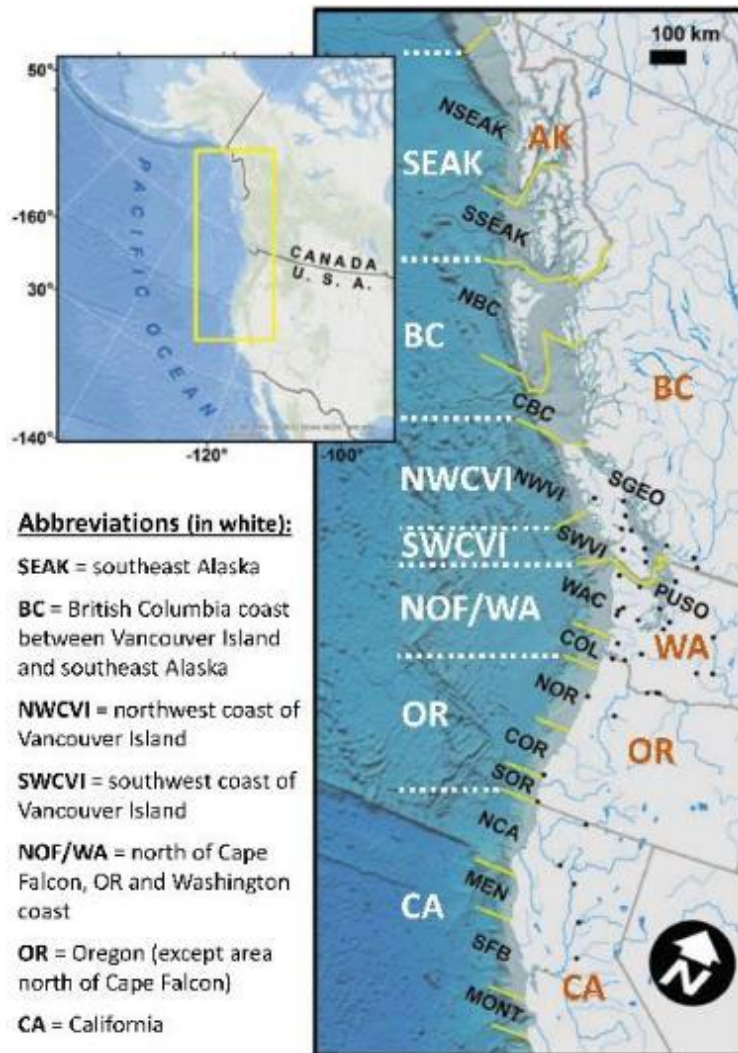 50°
-160°
30°
-140°
-120°
-100°
PACIFIC OCEAN
CANADA
U. S. A.
100 km
NSEAK
AK
SEAK
SSEAK
NBC
BC
BC
CBC
NWCVI
NWVI
SGEO
SWCVI
SWVI
NOF/WA
WAC
PUSO
COL
WA
NOR
OR
OR
COR
SOR
NCA
MEN
CA
SFB
CA
MONT
N
Abbreviations (in white):
SEAK = southeast Alaska
BC = British Columbia coast
between Vancouver Island
and southeast Alaska
NWCVI = northwest coast of
Vancouver Island
SWCVI = southwest coast of
Vancouver Island
NOF/WA = north of Cape
Falcon, OR and Washington
coast
OR = Oregon (except area
north of Cape Falcon)
CA = California